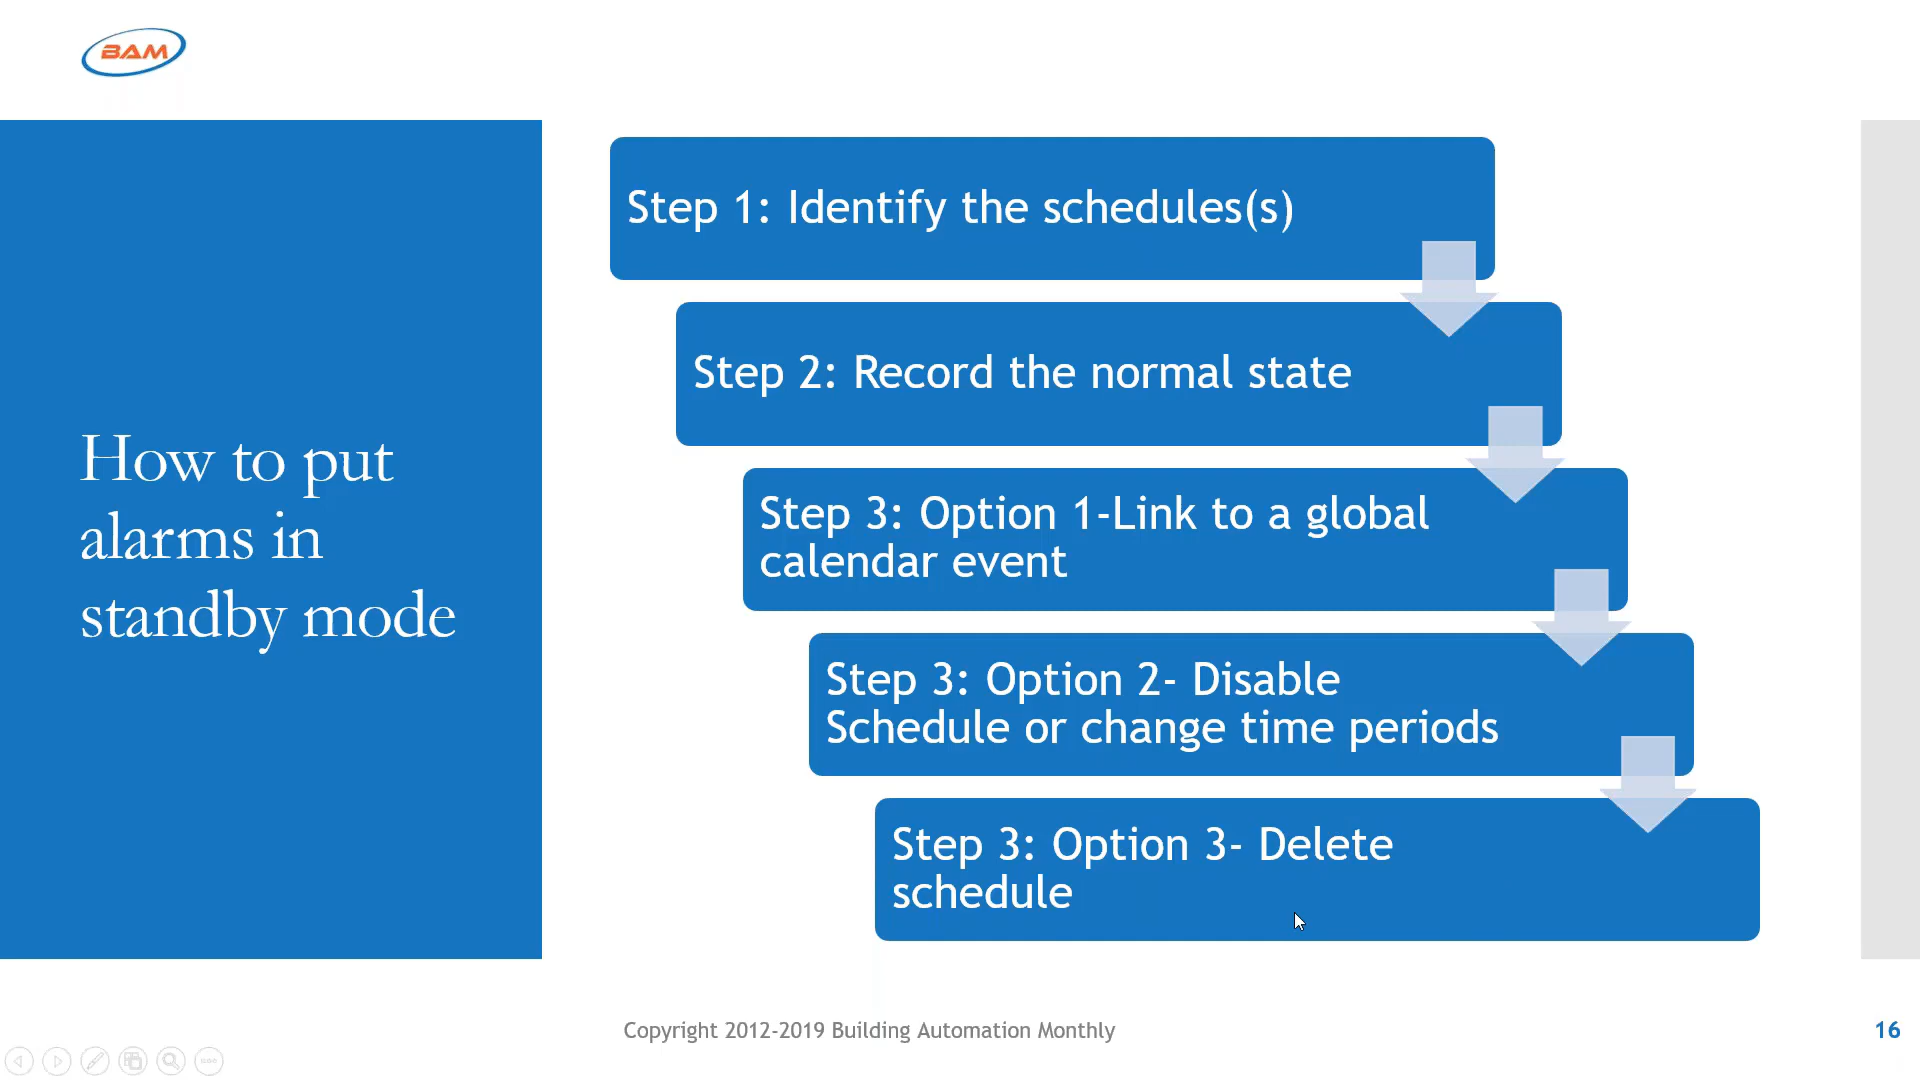 BAM
How to put
alarms in
standby mode
Step 1: Identify the schedules(s)
Step 2: Record the normal state
Step 3: Option 1-Link to a global
calendar event
Step 3: Option 2- Disable
Schedule or change time periods
Step 3: Option 3- Delete
schedule
Copyright 2012-2019 Building Automation Monthly
16